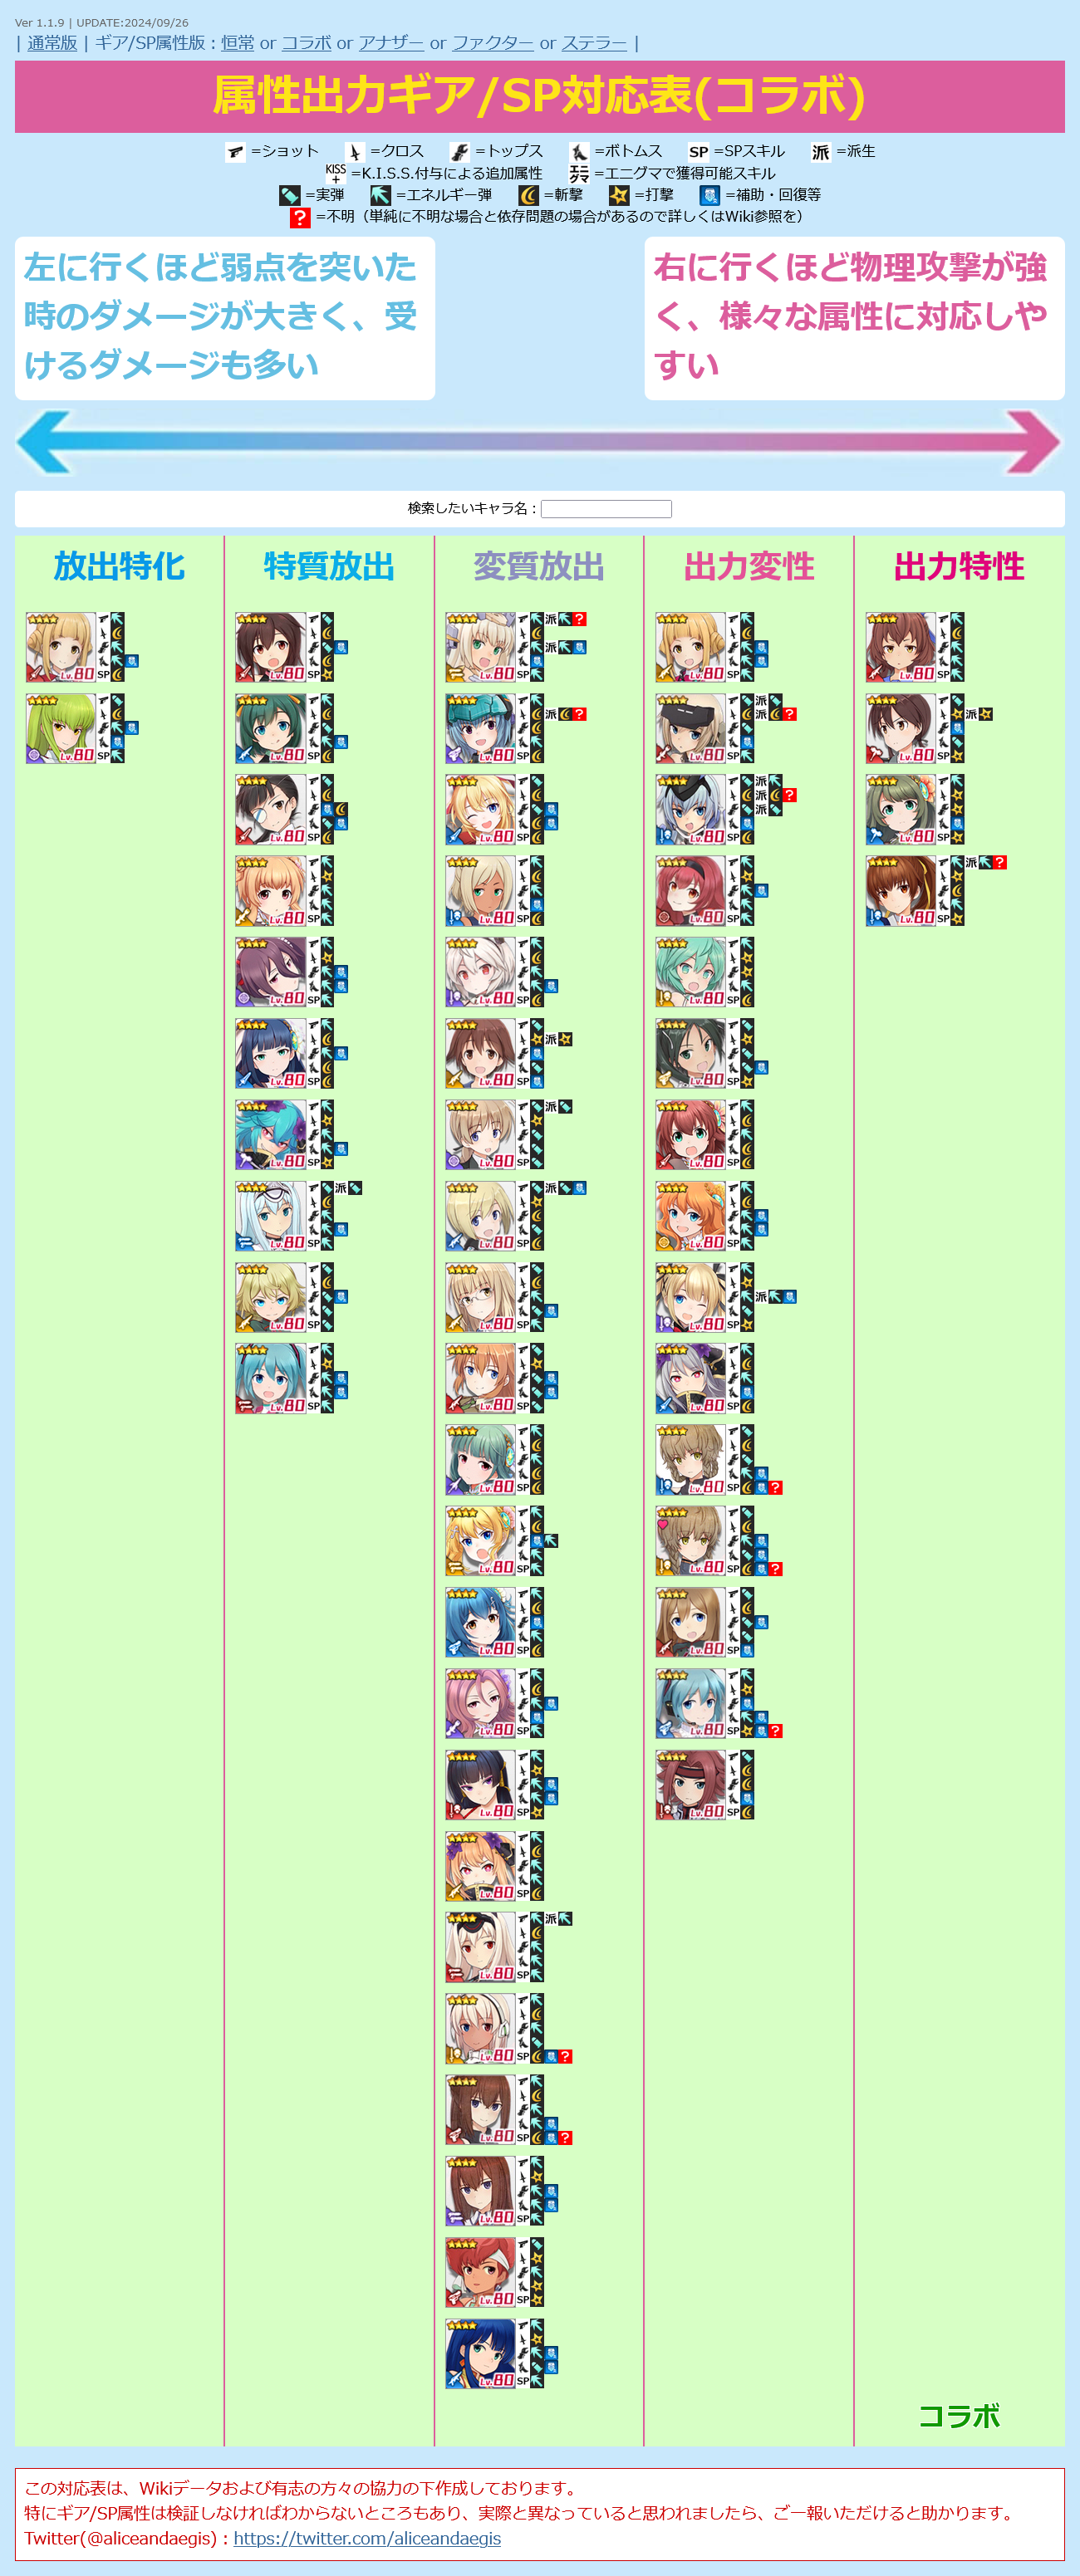 Ver 1.1.9 | UPDATE:2024/09/26
| 通常版 | ギア/SP属性版 : 恒常 or コラボ or アナザー or ファクター or ステラー |
属性出力ギア/SP対応表(コラボ)
=ショット =クロス =トップス =ボトムス SP =SPスキル 派 =派生
KISS+ =K.I.S.S.付与による追加属性 エニグマ =エニグマで獲得可能スキル
=実弾 =エネルギー弾 =斬撃 =打撃 =補助・回復等
? =不明（単純に不明な場合と依存問題の場合があるので詳しくはWiki参照を）
左に行くほど弱点を突いた
時のダメージが大きく、受
けるダメージも多い
右に行くほど物理攻撃が強
く、様々な属性に対応しや
すい
検索したいキャラ名 :
放出特化 特質放出 変質放出 出力変性 出力特性
コラボ
この対応表は、Wikiデータおよび有志の方々の協力の下作成しております。
特にギア/SP属性は検証しなければわからないところもあり、実際と異なっていると思われましたら、ご一報いただけると助かります。
Twitter(@aliceandaegis) : https://twitter.com/aliceandaegis